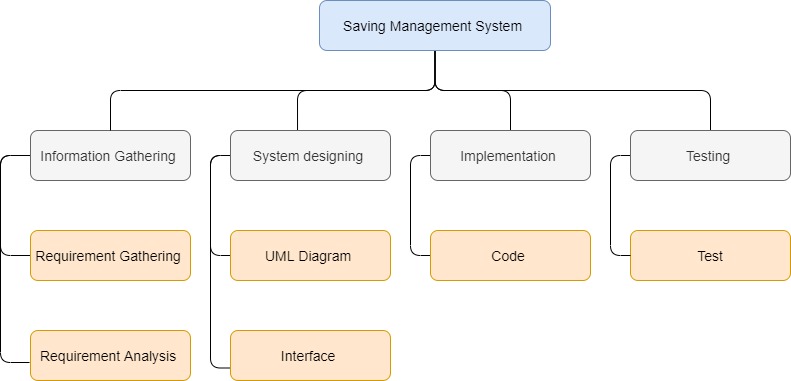 Saving Management System
Information Gathering
System designing
Implementation
Testing
Requirement Gathering
UML Diagram
Code
Test
Requirement Analysis
Interface